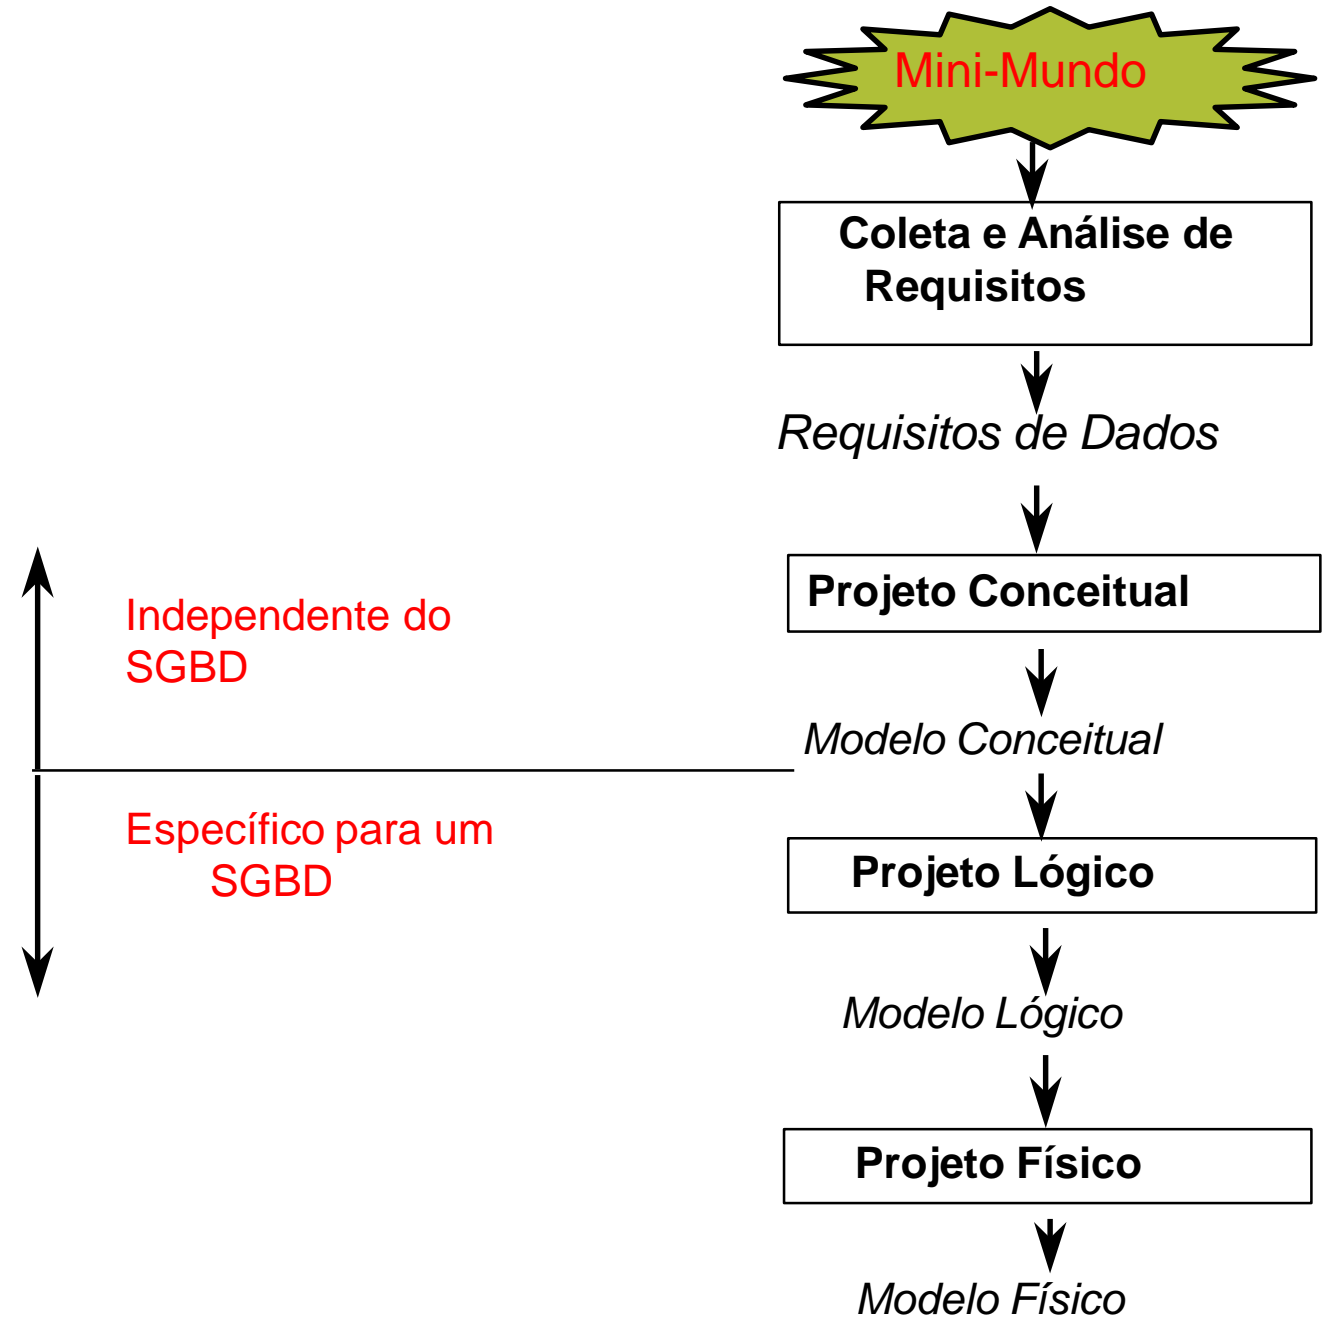 Mini-Mundo
Coleta e Análise de
Requisitos
Requisitos de Dados
Projeto Conceitual
Independente do
SGBD
Modelo Conceitual
Específico para um
SGBD
Projeto Lógico
Modelo Lógico
Projeto Físico
Modelo Físico